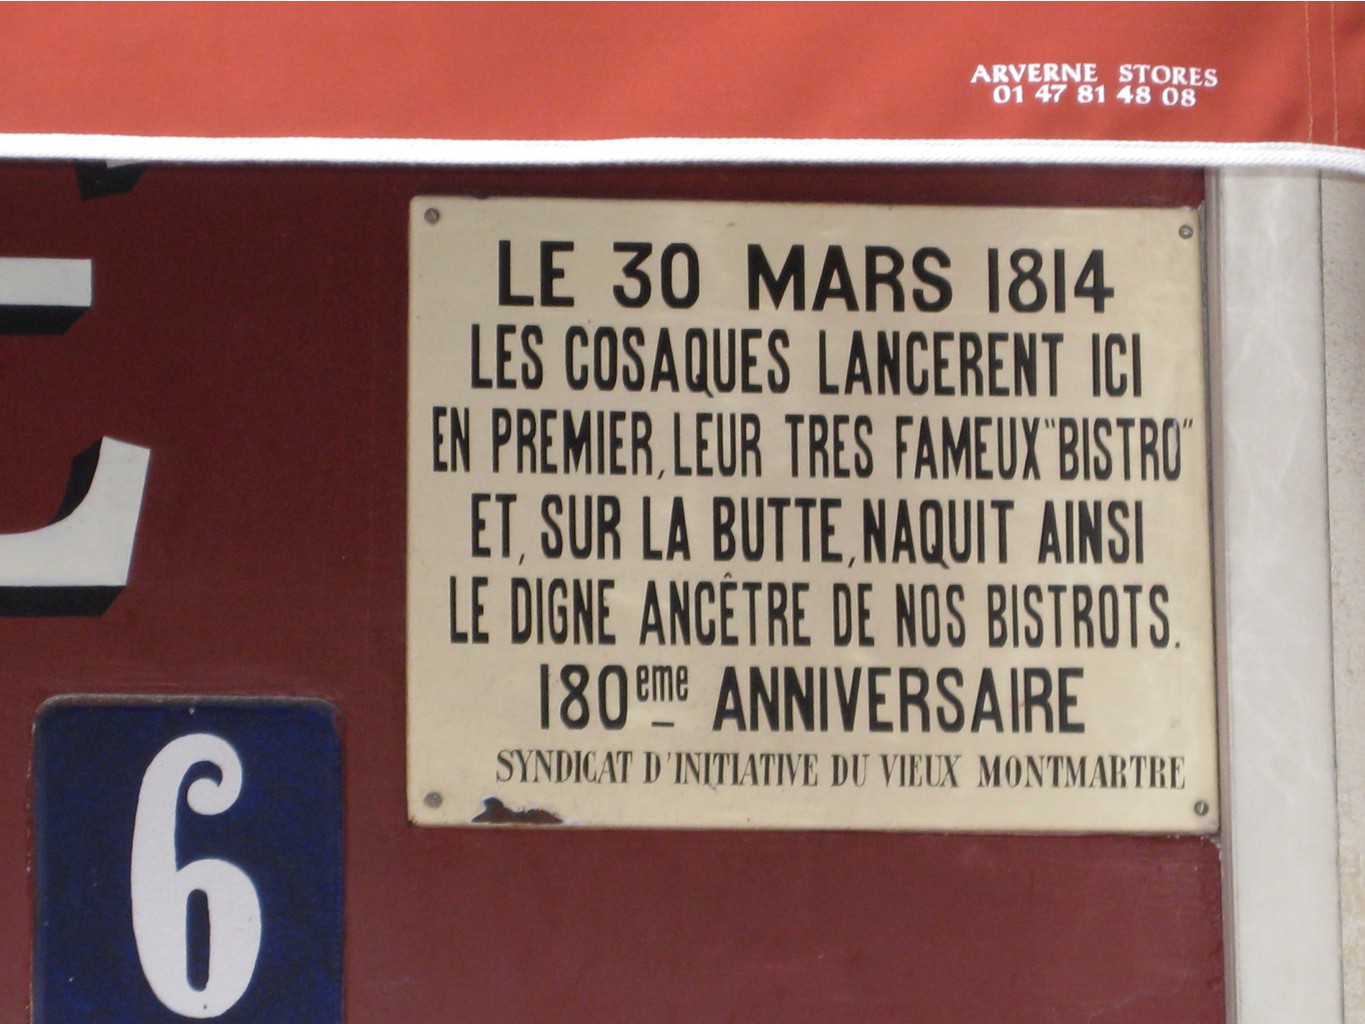 ARVERNE STORES
01 47 81 48 08
LE 30 MARS 1814
LES COSAQUES LANCERENT ICI
EN PREMIER, LEUR TRES FAMEUX "BISTRO"
ET, SUR LA BUTTE, NAQUIT AINSI
LE DIGNE ANCÊTRE DE NOS BISTROTS.
180eme ANNIVERSAIRE
SYNDICAT D'INITIATIVE DU VIEUX MONTMARTRE
E
6